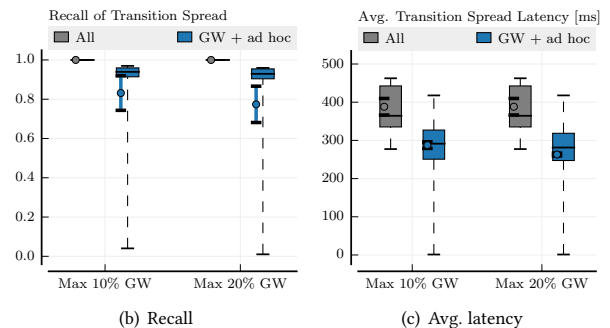 Recall of Transition Spread
All GW + ad hoc
1.0
0.8
0.6
0.4
0.2
0.0
Max 10% GW Max 20% GW
(b) Recall
Avg. Transition Spread Latency [ms]
All GW + ad hoc
500
400
300
200
100
0
Max 10% GW Max 20% GW
(c) Avg. latency